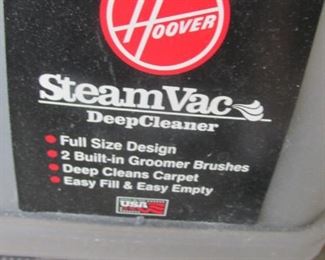 HOOVER
SteamVac
DeepCleaner
Full Size Design
2 Built-in Groomer Brushes
Deep Cleans Carpet
Easy Fill & Easy Empty
USA